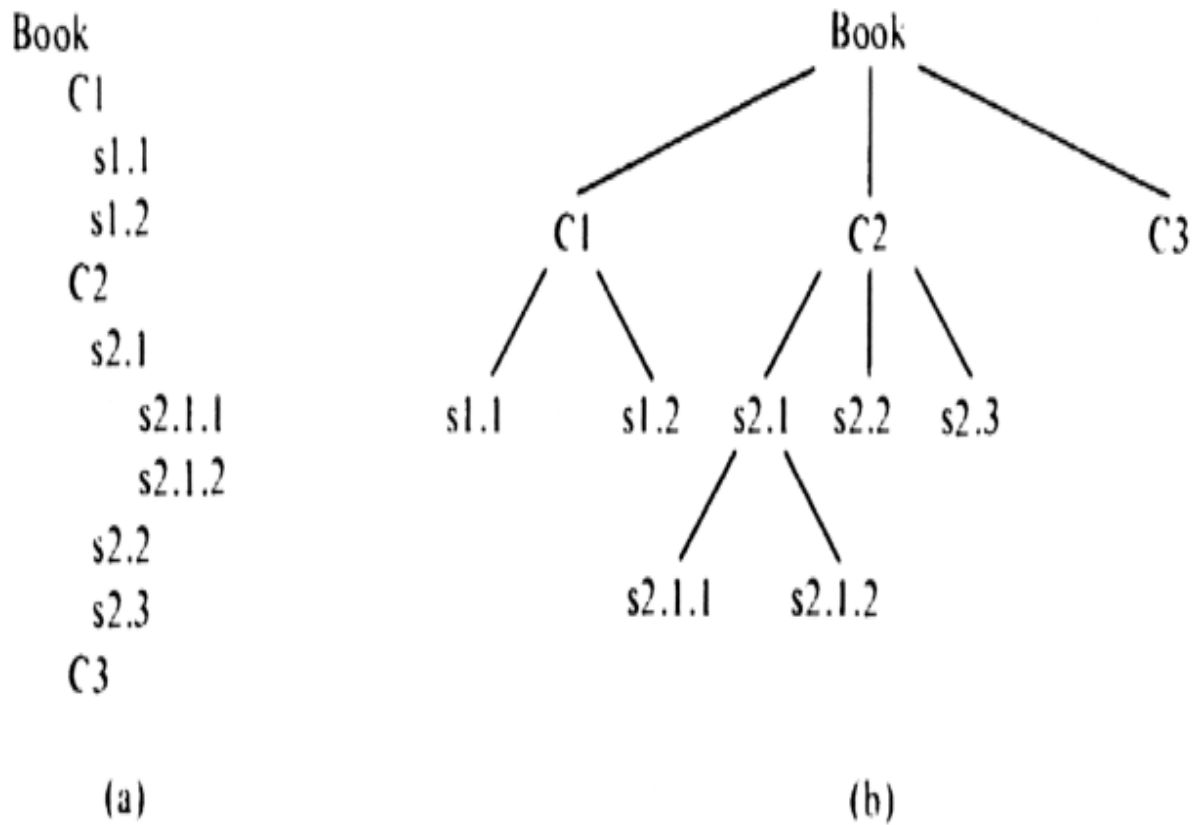 Book
C1
s1.1
s1.2
C2
s2.1
s2.1.1
s2.1.2
s2.2
s2.3
C3
(a)
Book
C1 C2 C3
s1.1 s1.2 s2.1 s2.2 s2.3
s2.1.1 s2.1.2
(b)